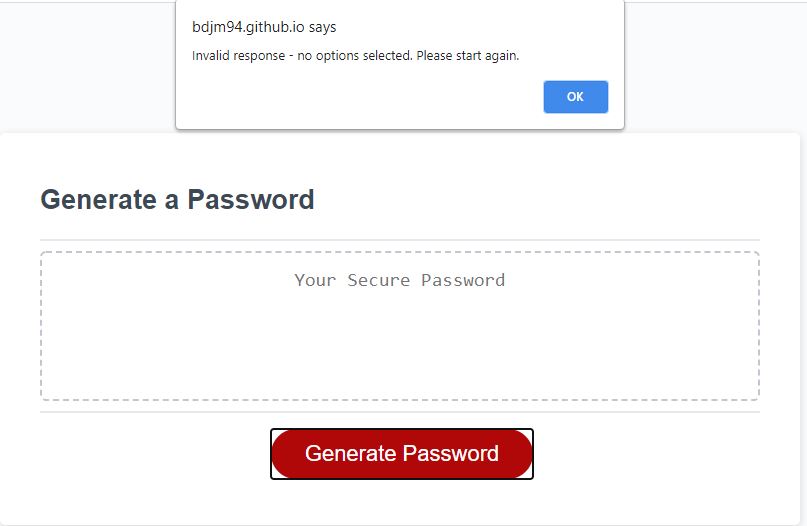 bdjm94.github.io says
Invalid response - no options selected. Please start again.
OK
Generate a Password
Your Secure Password
Generate Password